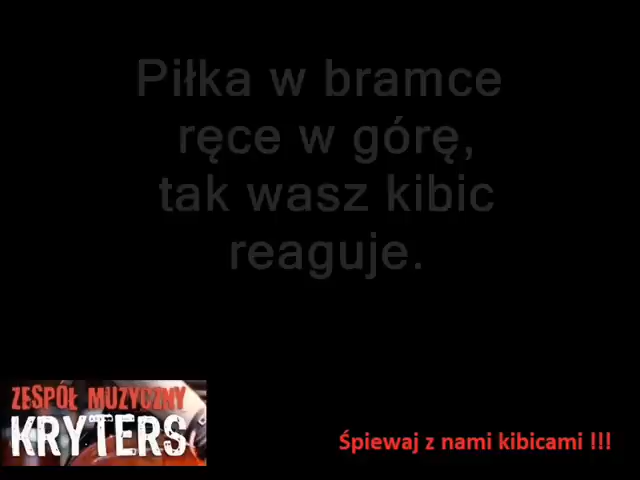 Piłka w bramce
ręce w górę,
tak wasz kibic
reaguje.
ZESPÓŁ MUZYCZNY
KRYTERS
Śpiewaj z nami kibicami !!!